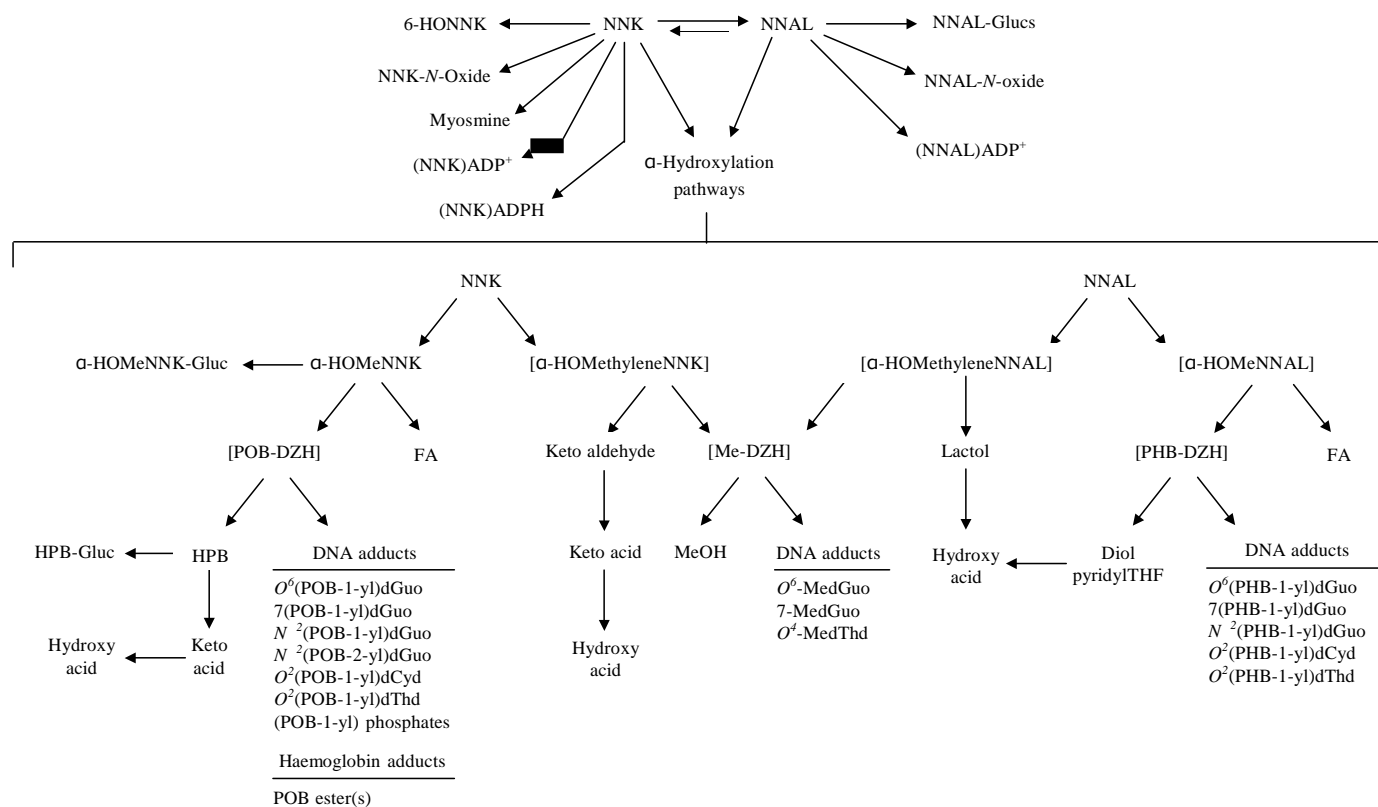 6-HONNK
NNK
NNAL
NNAL-Glucs
NNK-N-Oxide
NNAL-N-oxide
Myosmine
(NNK)ADP⁺
(NNAL)ADP⁺
(NNK)ADPH
α-Hydroxylation
pathways
NNK
NNAL
α-HOMeNNK-Gluc
α-HOMeNNK
[α-HOMethyleneNNK]
[α-HOMethyleneNNAL]
[α-HOMeNNAL]
[POB-DZH]
FA
Keto aldehyde
[Me-DZH]
Lactol
[PHB-DZH]
FA
HPB-Gluc
HPB
DNA adducts
O⁶(POB-1-yl)dGuo
7(POB-1-yl)dGuo
N ²(POB-1-yl)dGuo
N ²(POB-2-yl)dGuo
O²(POB-1-yl)dCyd
O²(POB-1-yl)dThd
(POB-1-yl) phosphates
Haemoglobin adducts
POB ester(s)
Hydroxy
acid
Keto
acid
Keto acid
Hydroxy
acid
MeOH
DNA adducts
O⁶-MedGuo
7-MedGuo
O⁴-MedThd
Hydroxy
acid
Diol
pyridylTHF
DNA adducts
O⁶(PHB-1-yl)dGuo
7(PHB-1-yl)dGuo
N ²(PHB-1-yl)dGuo
O²(PHB-1-yl)dCyd
O²(PHB-1-yl)dThd